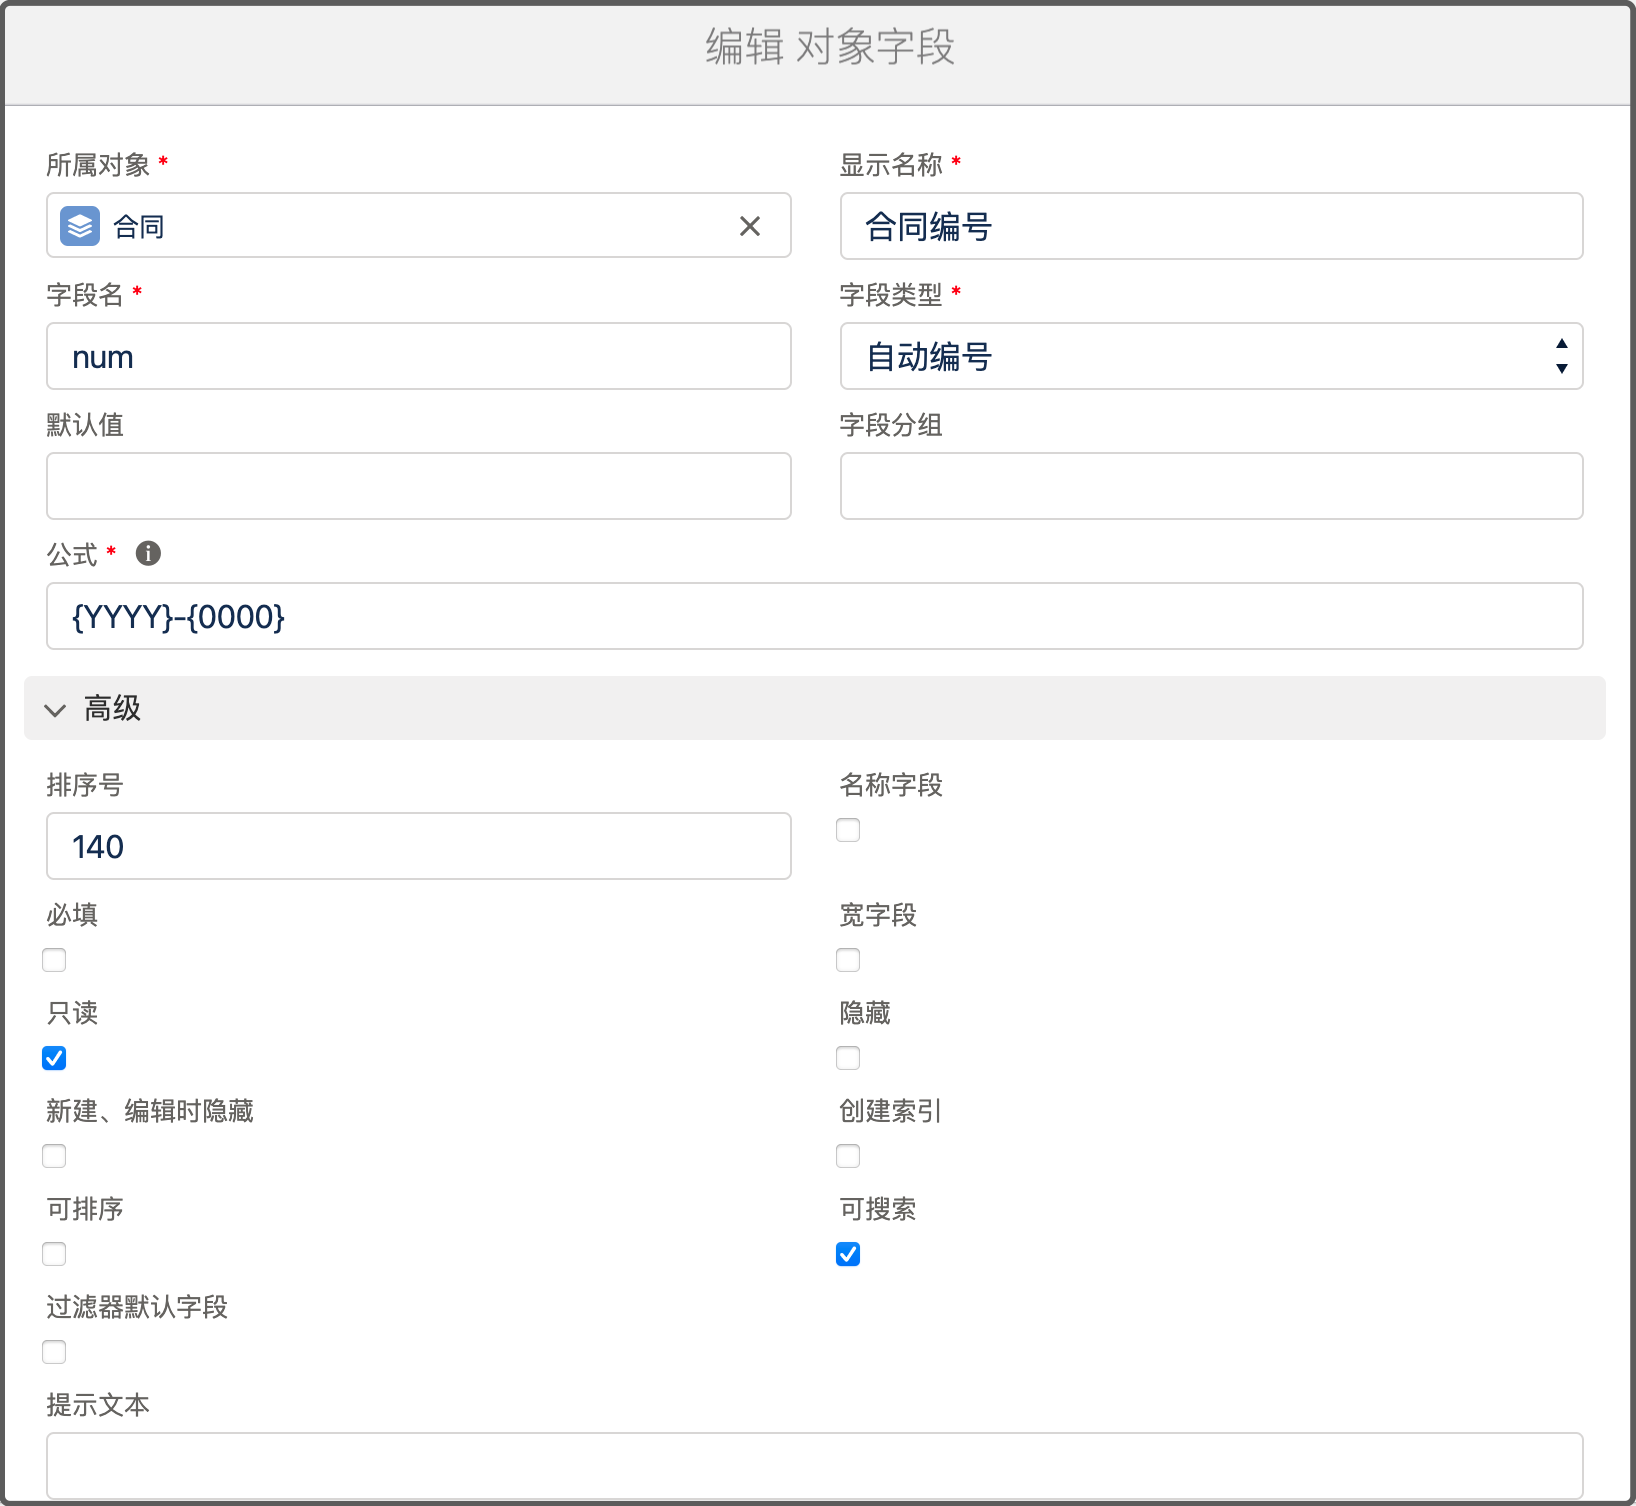 编辑 对象字段
所属对象 *
显示名称 *
合同
合同编号
字段名 *
字段类型 *
num
自动编号
默认值
字段分组
公式 *
{YYYY}-{0000}
高级
排序号
名称字段
140
必填
宽字段
只读
隐藏
新建、编辑时隐藏
创建索引
可排序
可搜索
过滤器默认字段
提示文本